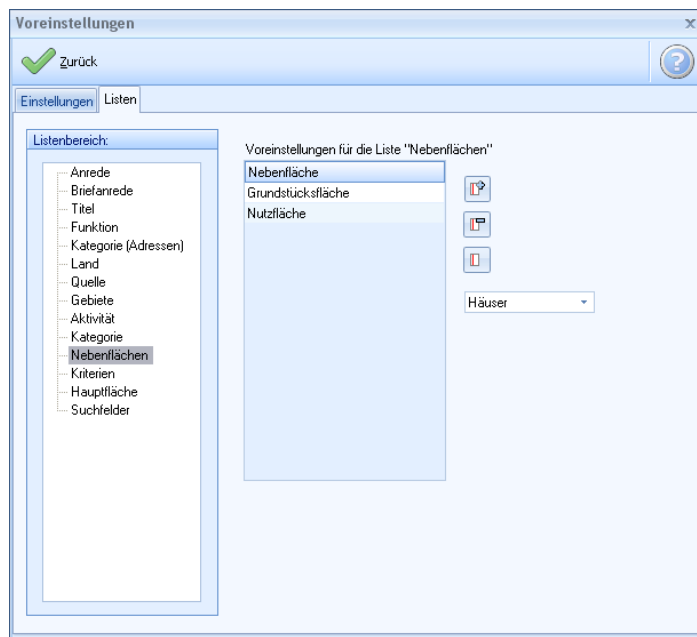 Voreinstellungen
Zurück
Einstellungen
Listen
Listenbereich:
Anrede
Briefanrede
Titel
Funktion
Kategorie (Adressen)
Land
Quelle
Gebiete
Aktivität
Kategorie
Nebenflächen
Kriterien
Hauptfläche
Suchfelder
Voreinstellungen für die Liste "Nebenflächen"
Nebenfläche
Grundstücksfläche
Nutzfläche
Häuser